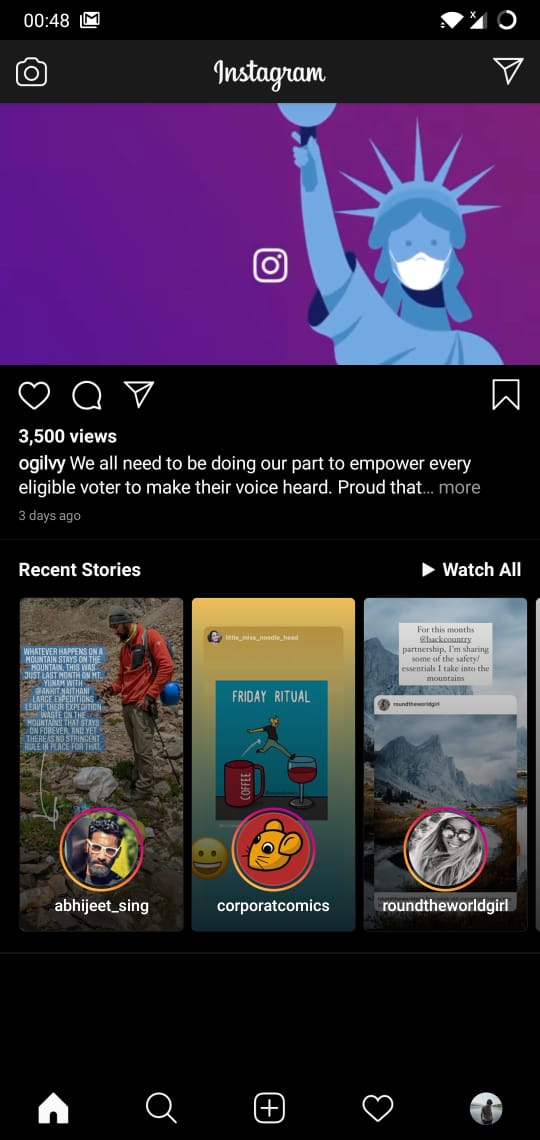 00:48
Instagram
3,500 views
ogilvy We all need to be doing our part to empower every
eligible voter to make their voice heard. Proud that... more
3 days ago
Recent Stories
Watch All
WHATEVER HAPPENS ON A
MOUNTAIN STAYS ON THE
MOUNTAIN. THIS WAS
JUST LAST MONTH ON MT.
YUNAM WITH
@ANKIT.NAITHANI
LARGE EXPEDITIONS
LEAVE THEIR EXPEDITION
WASTE ON THE
MOUNTAINS THAT STAYS
ON FOREVER, AND YET
THERE IS NO STRINGENT
RULE IN PLACE FOR THAT.
abhijeet_sing
little_miss_noodle_head
FRIDAY RITUAL
COFFEE
corporatcomics
For this months
@backcountry
partnership, I'm sharing
some of the safety/
essentials I take into the
mountains
roundtheworldgirl
roundtheworldgirl